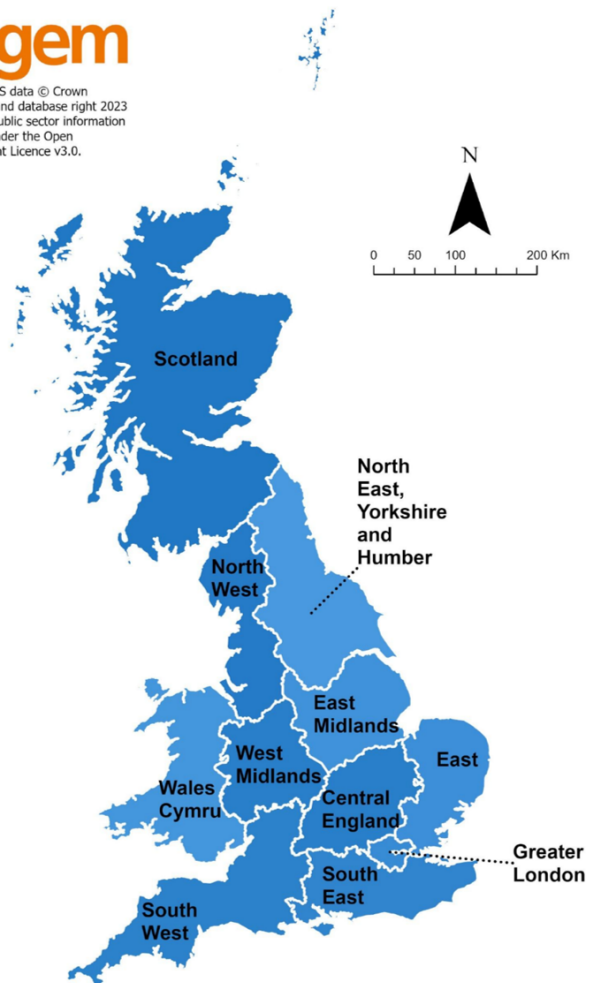 gem
S data © Crown
nd database right 2023
ublic sector information
der the Open
t Licence v3.0.
N
0 50 100 200 Km
Scotland
North
East,
Yorkshire
and
Humber
North
West
East
Midlands
West
Midlands
East
Wales
Cymru
Central
England
Greater
London
South
East
South
West